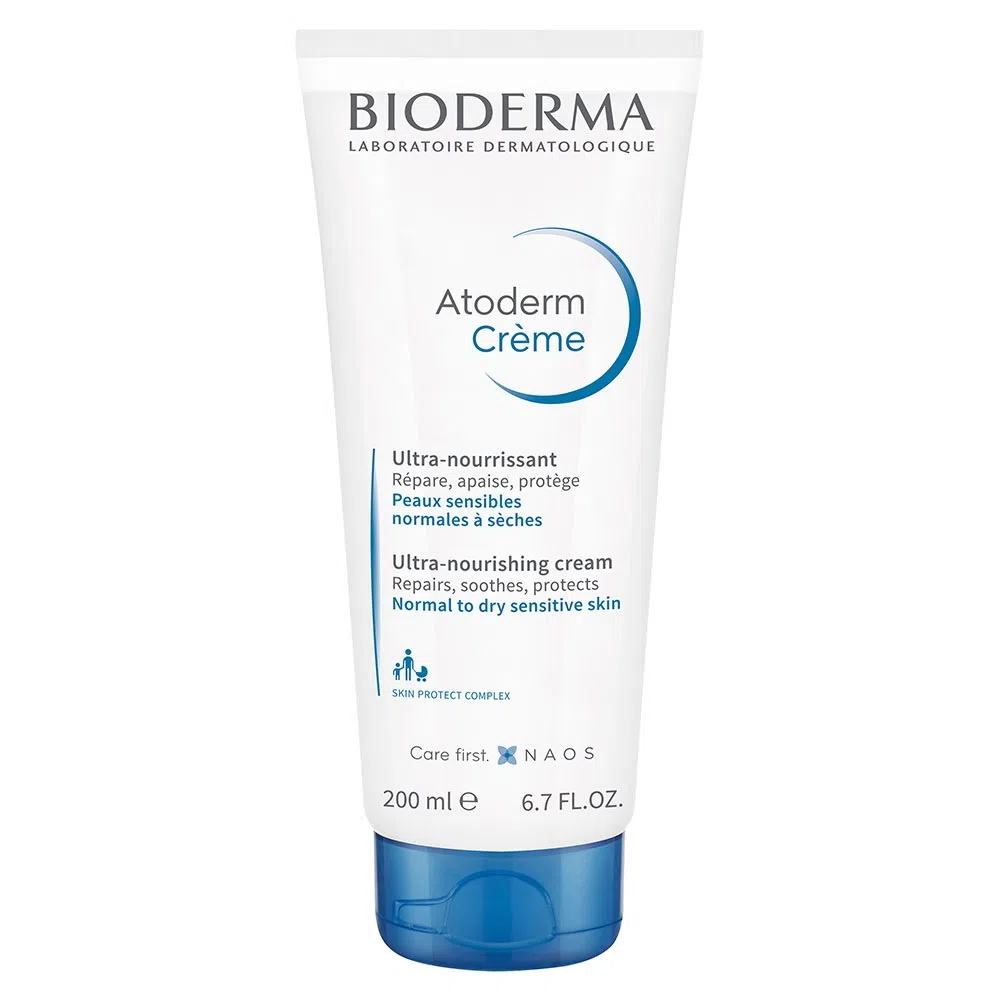 BIODERMA
LABORATOIRE DERMATOLOGIQUE
Atoderm
Crème
Ultra-nourrissant
Répare, apaise, protège
Peaux sensibles
normales à sèches
Ultra-nourishing cream
Repairs, soothes, protects
Normal to dry sensitive skin
SKIN PROTECT COMPLEX
Care first. NAOS
200 ml ℮ 6.7 FL.OZ.